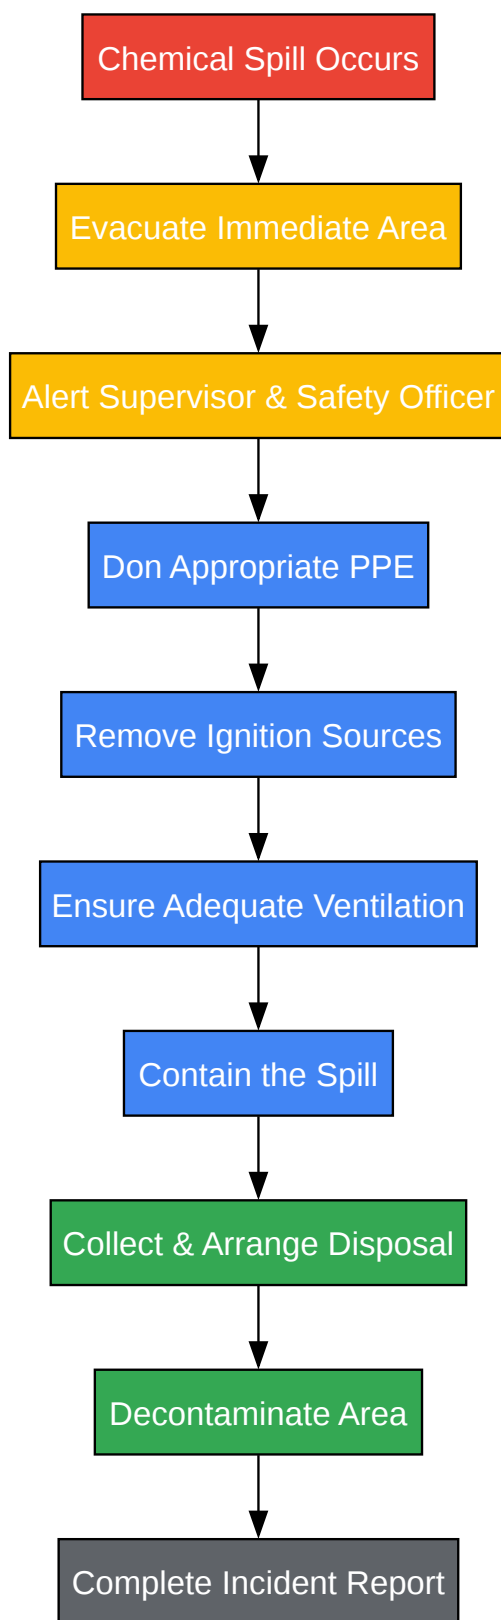 Chemical Spill Occurs
Evacuate Immediate Area
Alert Supervisor & Safety Officer
Don Appropriate PPE
Remove Ignition Sources
Ensure Adequate Ventilation
Contain the Spill
Collect & Arrange Disposal
Decontaminate Area
Complete Incident Report